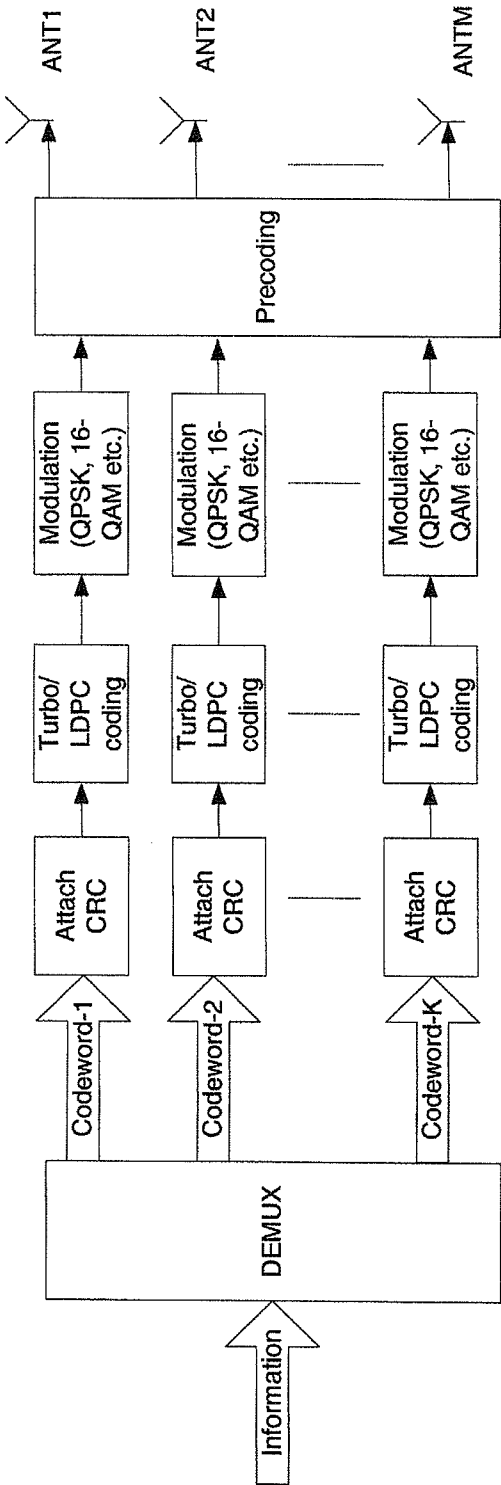 Information
DEMUX
Codeword-1
Attach
CRC
Turbo/
LDPC
coding
Modulation
(QPSK, 16-
QAM etc.)
Codeword-2
Attach
CRC
Turbo/
LDPC
coding
Modulation
(QPSK, 16-
QAM etc.)
Codeword-K
Attach
CRC
Turbo/
LDPC
coding
Modulation
(QPSK, 16-
QAM etc.)
Precoding
ANT1
ANT2
ANTM